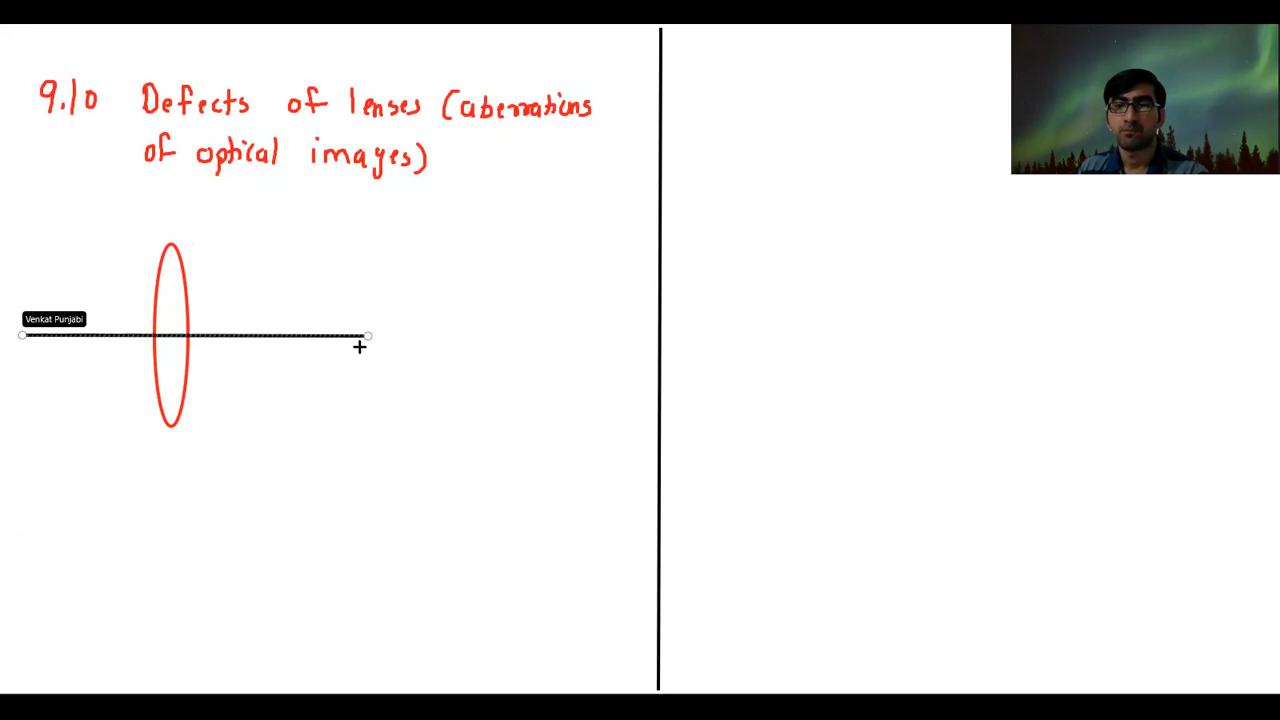 9.10 Defects of lenses (aberrations
of optical images)
Venkat Punjabi